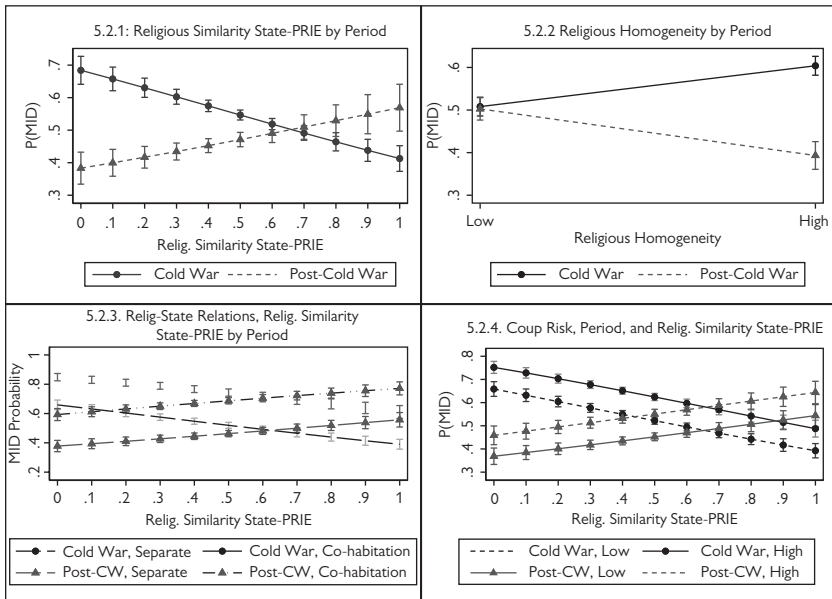 5.2.1: Religious Similarity State-PRIE by Period
P(MID)
.7
.6
.5
.4
.3
0 .1 .2 .3 .4 .5 .6 .7 .8 .9 1
Relig. Similarity State-PRIE
Cold War Post-Cold War
5.2.2 Religious Homogeneity by Period
P(MID)
.6
.5
.4
.3
Low High
Religious Homogeneity
Cold War Post-Cold War
5.2.3. Relig-State Relations, Relig. Similarity
State-PRIE by Period
MID Probability
1
.8
.6
.4
.2
0 .1 .2 .3 .4 .5 .6 .7 .8 .9 1
Relig. Similarity State-PRIE
Cold War, Separate Cold War, Co-habitation
Post-CW, Separate Post-CW, Co-habitation
5.2.4. Coup Risk, Period, and Relig. Similarity State-PRIE
P(MID)
.8
.7
.6
.5
.4
.3
0 .1 .2 .3 .4 .5 .6 .7 .8 .9 1
Relig. Similarity State-PRIE
Cold War, Low Cold War, High
Post-CW, Low Post-CW, High